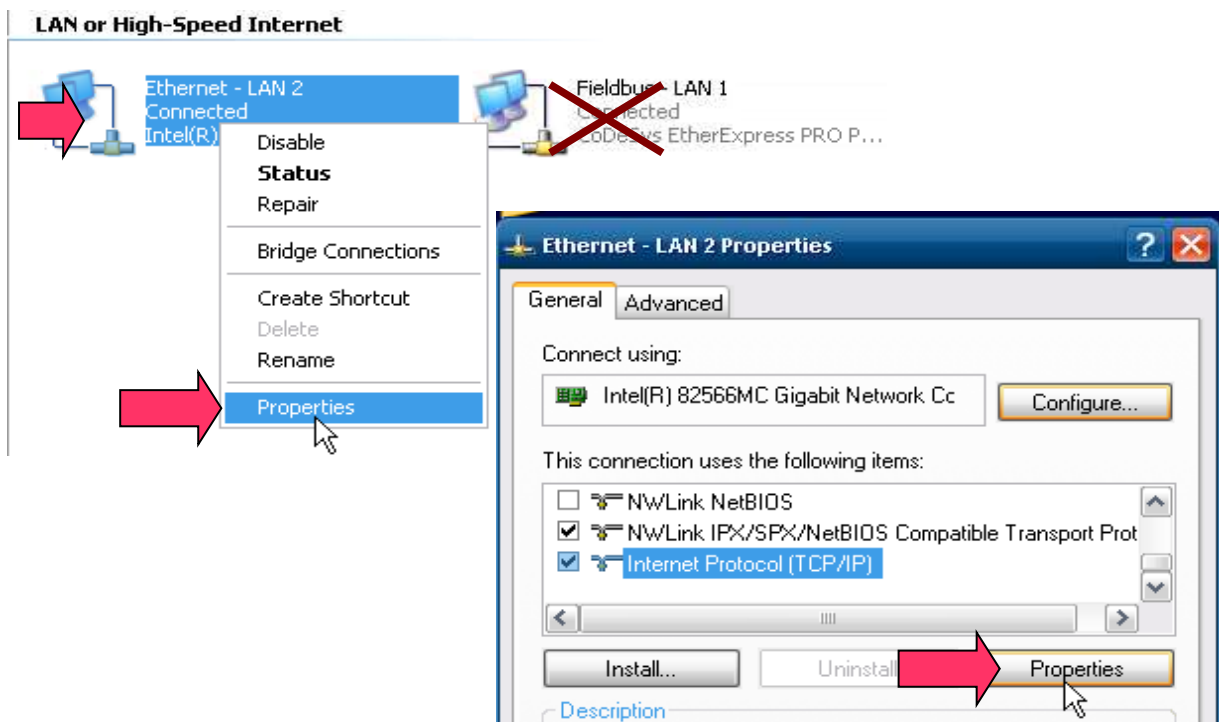 LAN or High-Speed Internet
Ethernet - LAN 2
Connected
Intel(R)
Fieldbus - LAN 1
Connected
CoDeSys EtherExpress PRO P...
Disable
Status
Repair
Bridge Connections
Create Shortcut
Delete
Rename
Properties
Ethernet - LAN 2 Properties
General Advanced
Connect using:
Intel(R) 82566MC Gigabit Network Cc
Configure...
This connection uses the following items:
NWLink NetBIOS
NWLink IPX/SPX/NetBIOS Compatible Transport Prot
Internet Protocol (TCP/IP)
Install... Uninstall Properties
Description